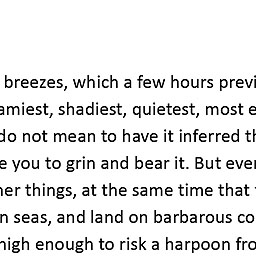 breezes, which a few hours previ
amiest, shadiest, quietest, most e
do not mean to have it inferred th
e you to grin and bear it. But ever
ner things, at the same time that
n seas, and land on barbarous co
high enough to risk a harpoon fro